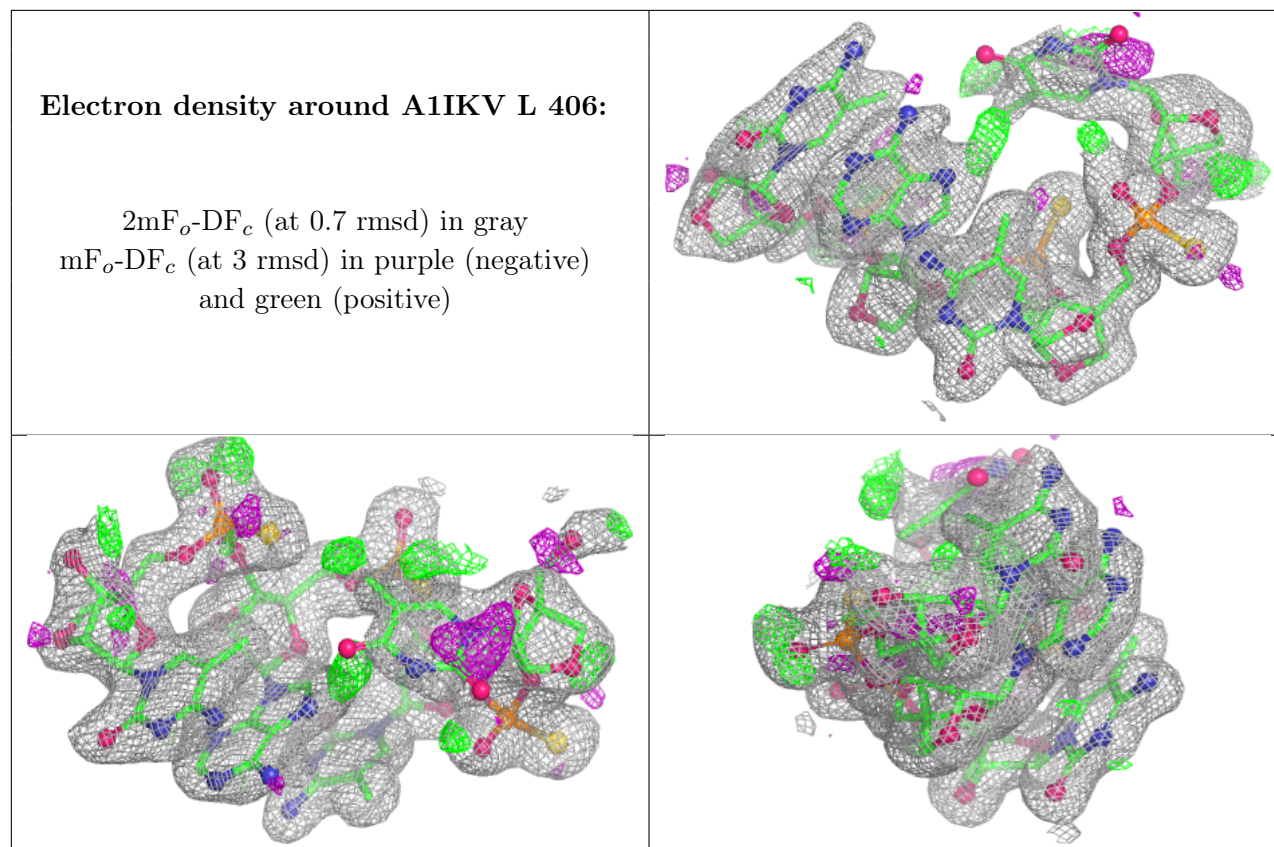 Electron density around A1IKV L 406:
2mFo-DFc (at 0.7 rmsd) in gray
mFo-DFc (at 3 rmsd) in purple (negative)
and green (positive)